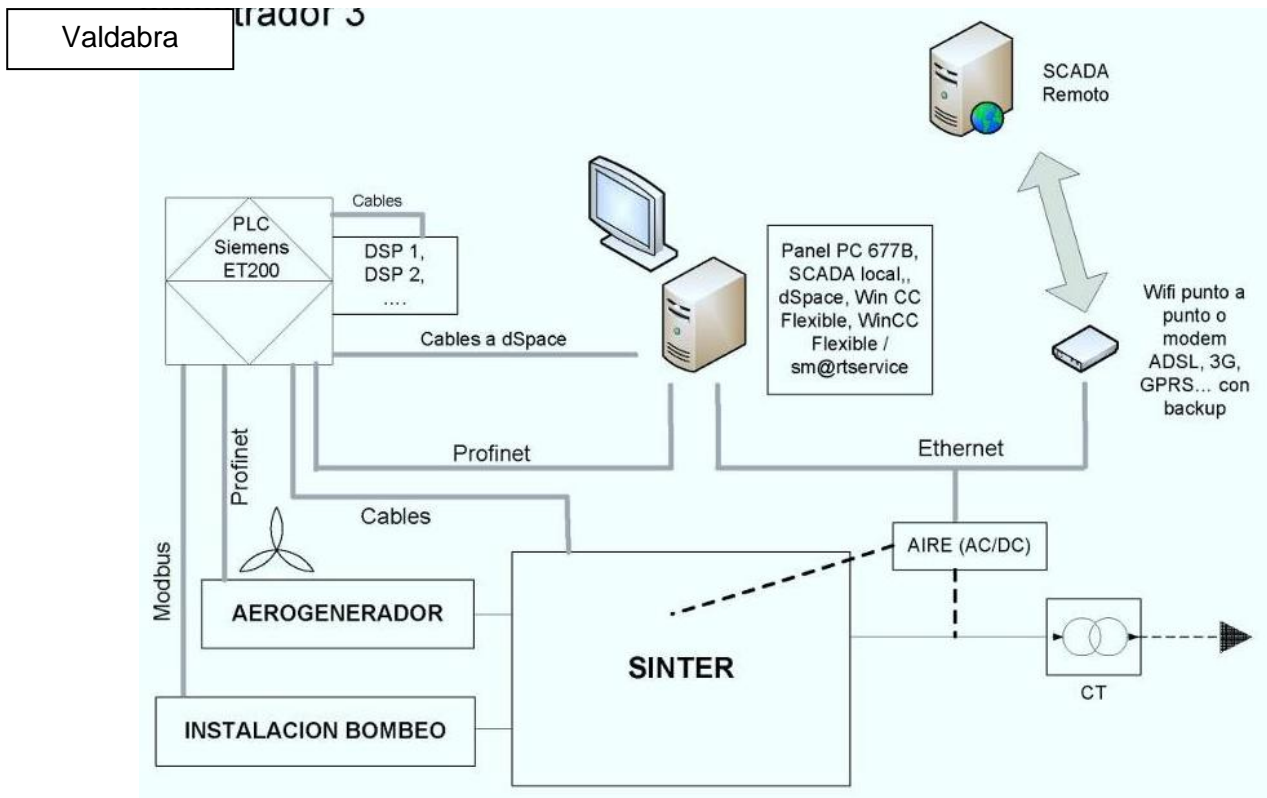 Valdabra
trador 3
SCADA
Remoto
Cables
PLC
Siemens
ET200
DSP 1,
DSP 2,
....
Panel PC 677B,
SCADA local,,
dSpace, Win CC
Flexible, WinCC
Flexible /
sm@rtservice
Wifi punto a
punto o
modem
ADSL, 3G,
GPRS... con
backup
Cables a dSpace
Profinet
Ethernet
Profinet
Cables
Modbus
AIRE (AC/DC)
AEROGENERADOR
SINTER
CT
INSTALACION BOMBEO